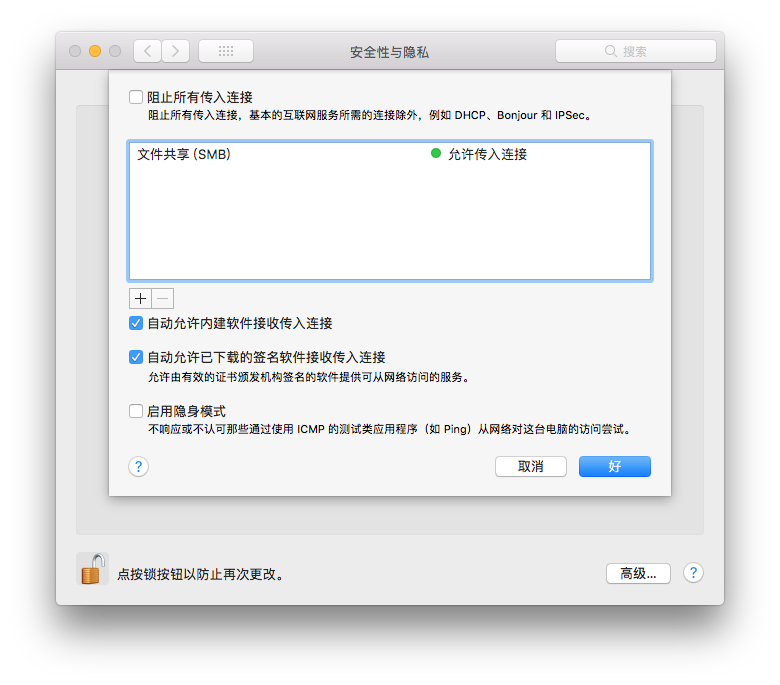 安全性与隐私
搜索
阻止所有传入连接
阻止所有传入连接，基本的互联网服务所需的连接除外，例如 DHCP、Bonjour 和 IPSec。
文件共享 (SMB) 允许传入连接
自动允许内建软件接收传入连接
自动允许已下载的签名软件接收传入连接
允许由有效的证书颁发机构签名的软件提供可从网络访问的服务。
启用隐身模式
不响应或不认可那些通过使用 ICMP 的测试类应用程序（如 Ping）从网络对这台电脑的访问尝试。
? 取消 好
点按锁按钮以防止再次更改。 高级... ?